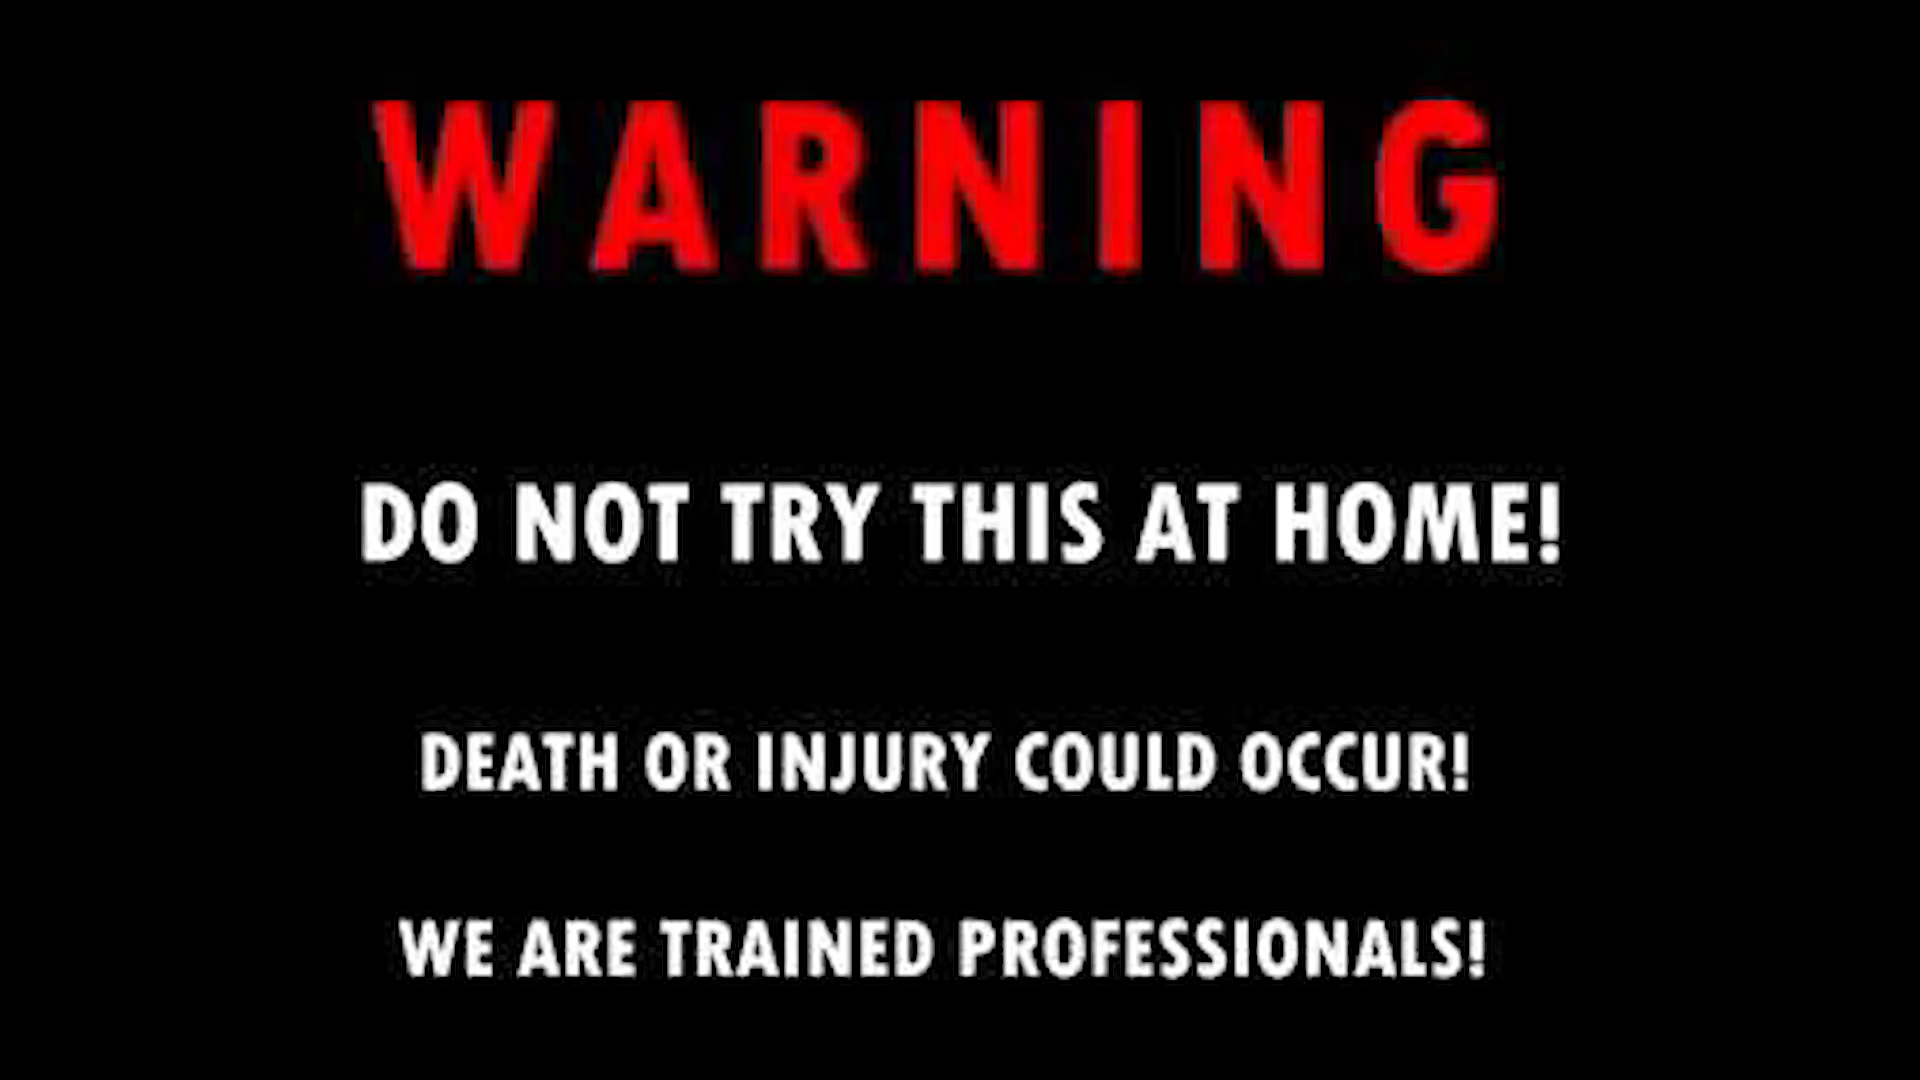 WARNING
DO NOT TRY THIS AT HOME!
DEATH OR INJURY COULD OCCUR!
WE ARE TRAINED PROFESSIONALS!